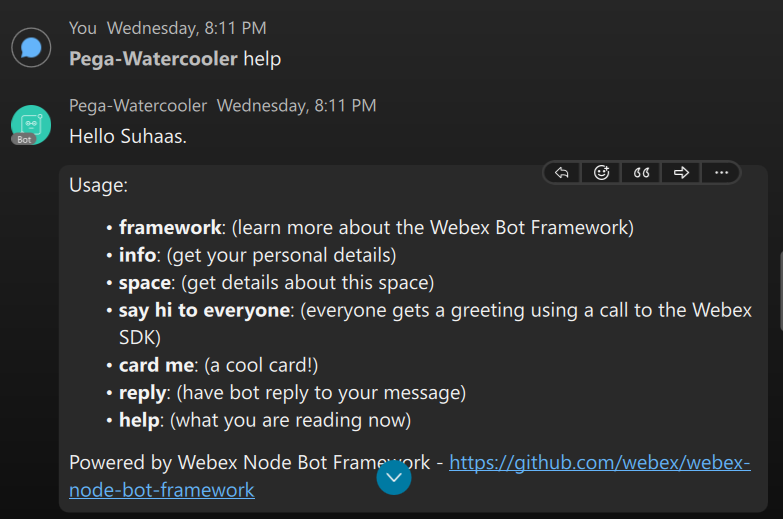 You Wednesday, 8:11 PM
Pega-Watercooler help
Pega-Watercooler Wednesday, 8:11 PM
Bot
Hello Suhaas.
Usage:
• framework: (learn more about the Webex Bot Framework)
• info: (get your personal details)
• space: (get details about this space)
• say hi to everyone: (everyone gets a greeting using a call to the Webex
SDK)
• card me: (a cool card!)
• reply: (have bot reply to your message)
• help: (what you are reading now)
Powered by Webex Node Bot Framework - https://github.com/webex/webex-
node-bot-framework